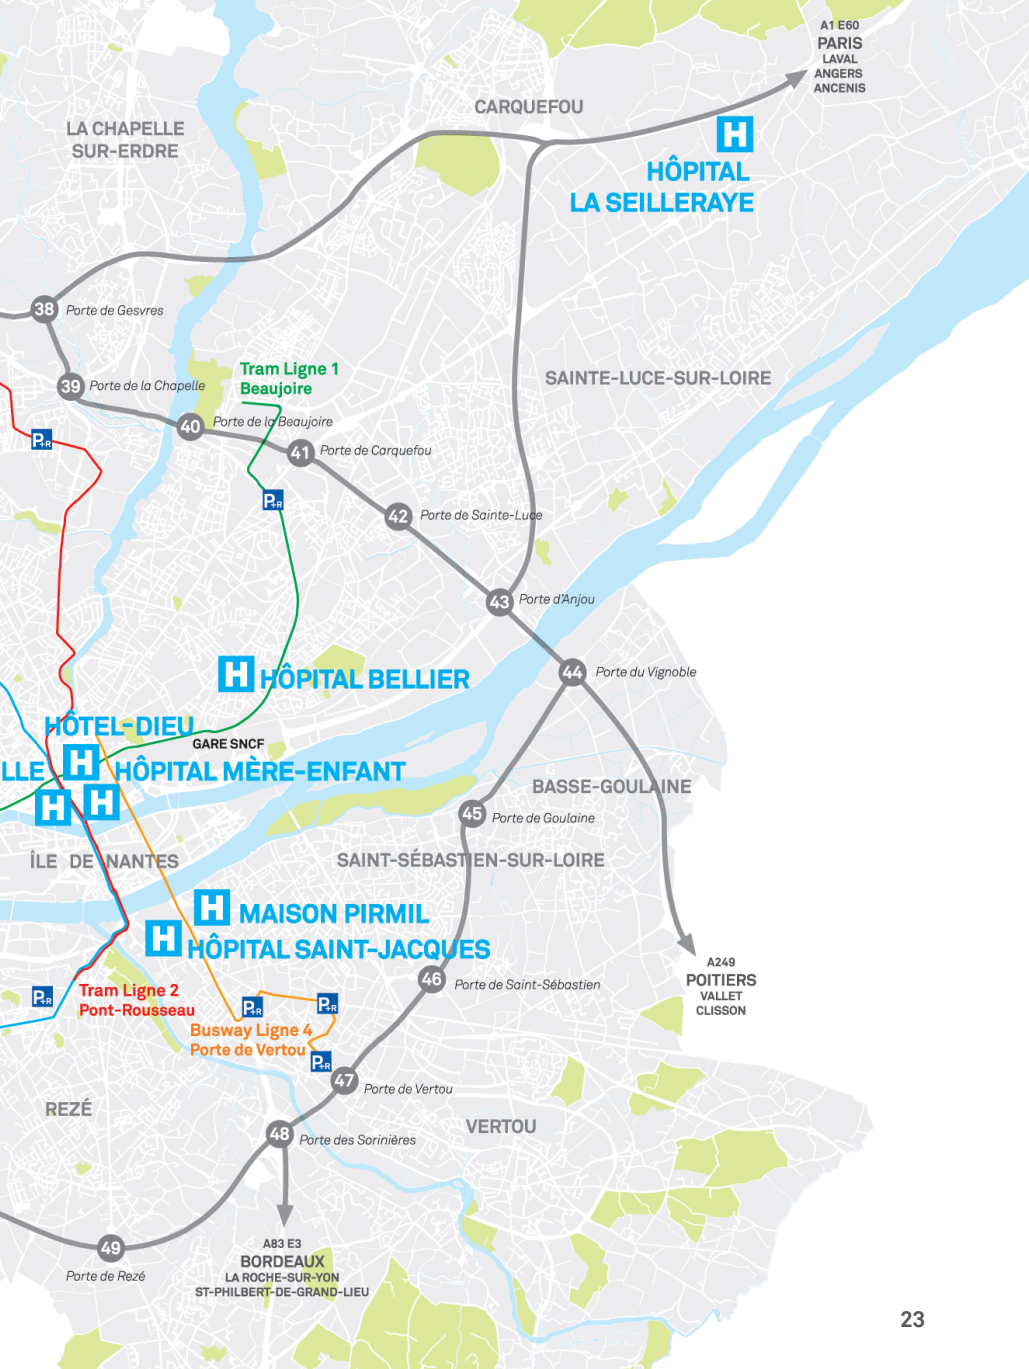 A1 E60
PARIS
LAVAL
ANGERS
ANCENIS
CARQUEFOU
LA CHAPELLE
SUR-ERDRE
H
HÔPITAL
LA SEILLERAYE
38 Porte de Gesvres
Tram Ligne 1
Beaujoire
SAINTE-LUCE-SUR-LOIRE
39 Porte de la Chapelle
40 Porte de la Beaujoire
P+R
41 Porte de Carquefou
P+R
42 Porte de Sainte-Luce
43 Porte d'Anjou
44 Porte du Vignoble
H HÔPITAL BELLIER
HÔTEL-DIEU
GARE SNCF
LLE H HÔPITAL MÈRE-ENFANT
H H
BASSE-GOULAINE
45 Porte de Goulaine
ÎLE DE NANTES
SAINT-SÉBASTIEN-SUR-LOIRE
H MAISON PIRMIL
H HÔPITAL SAINT-JACQUES
A249
POITIERS
VALLET
CLISSON
46 Porte de Saint-Sébastien
P+R
Tram Ligne 2
Pont-Rousseau
P+R P+R
Busway Ligne 4
Porte de Vertou
P+R
47 Porte de Vertou
REZÉ
VERTOU
48 Porte des Sorinières
49
Porte de Rezé
A83 E3
BORDEAUX
LA ROCHE-SUR-YON
ST-PHILBERT-DE-GRAND-LIEU
23